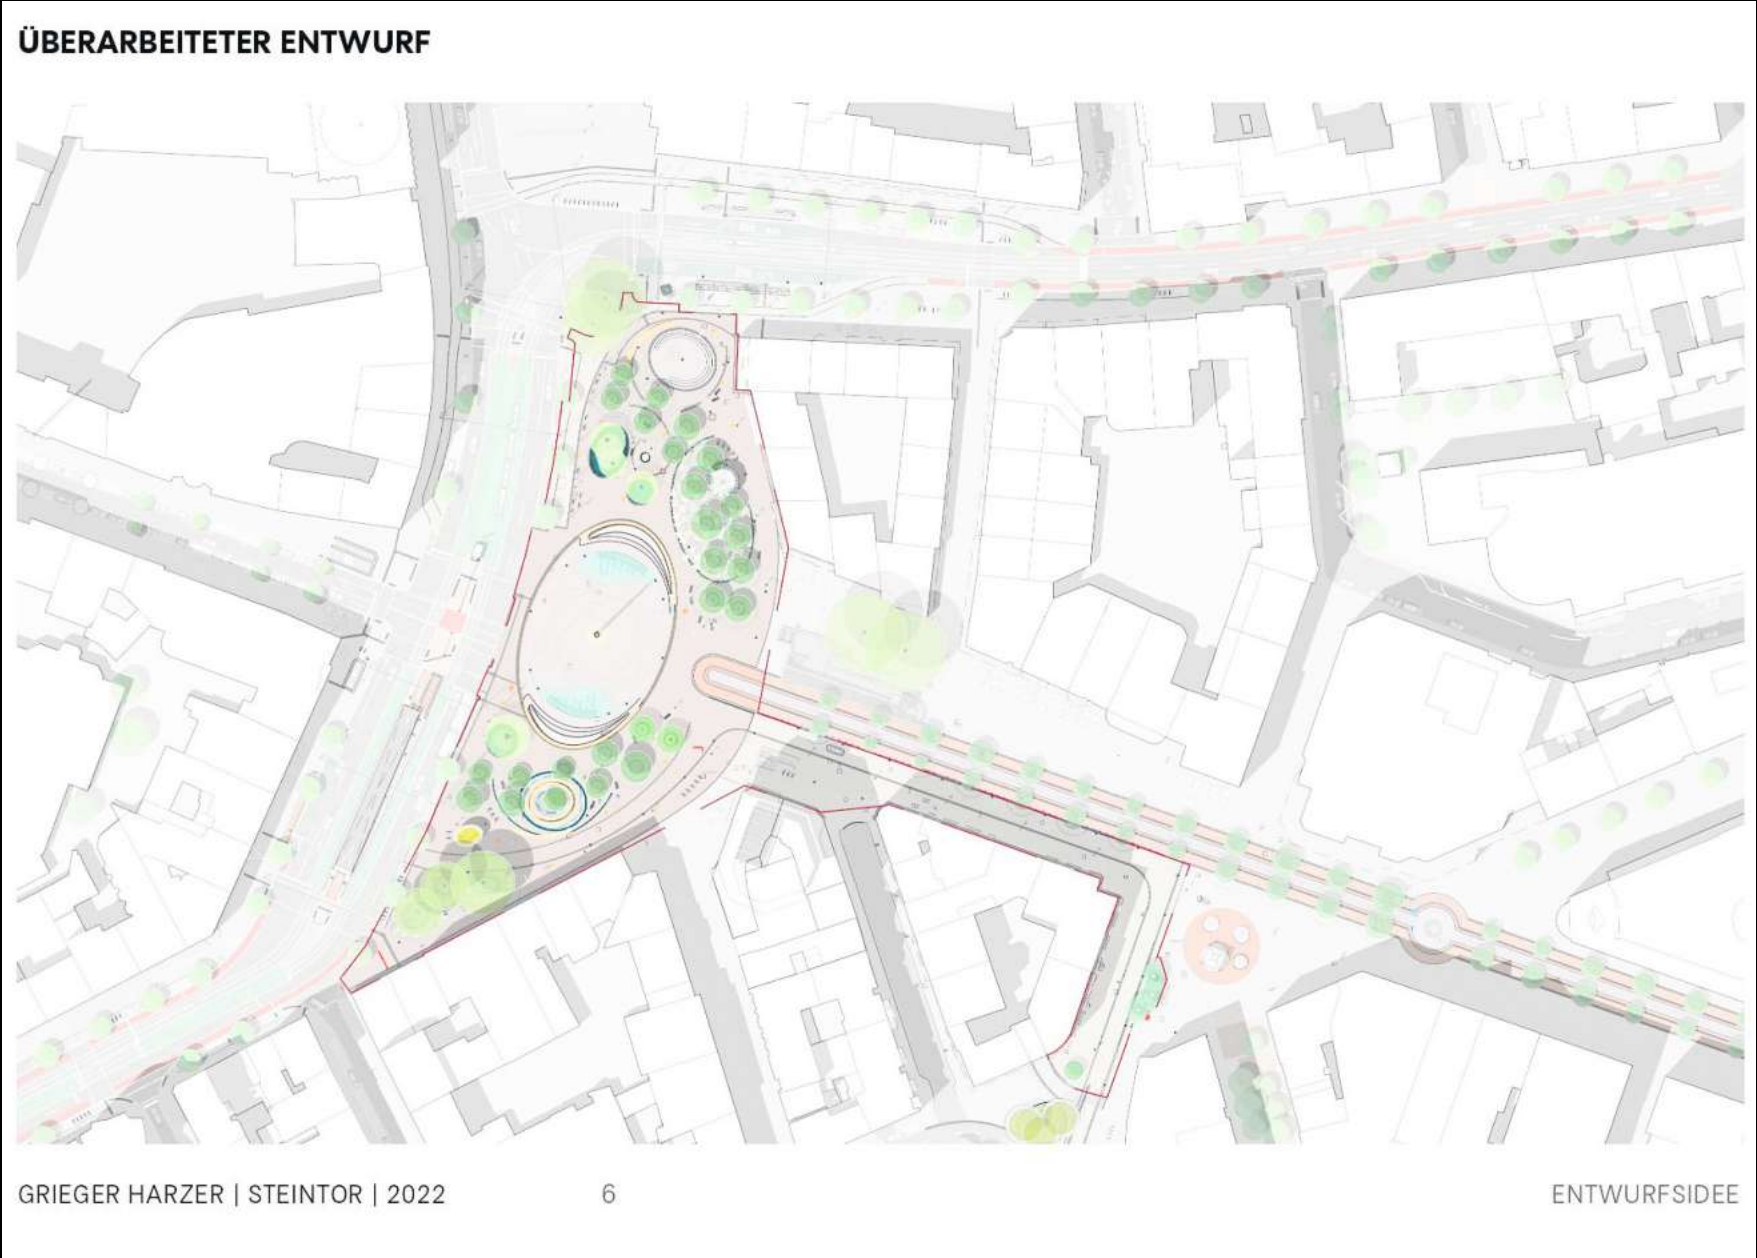 ÜBERARBEITETER ENTWURF
GRIEGER HARZER | STEINTOR | 2022
6
ENTWURFSIDEE